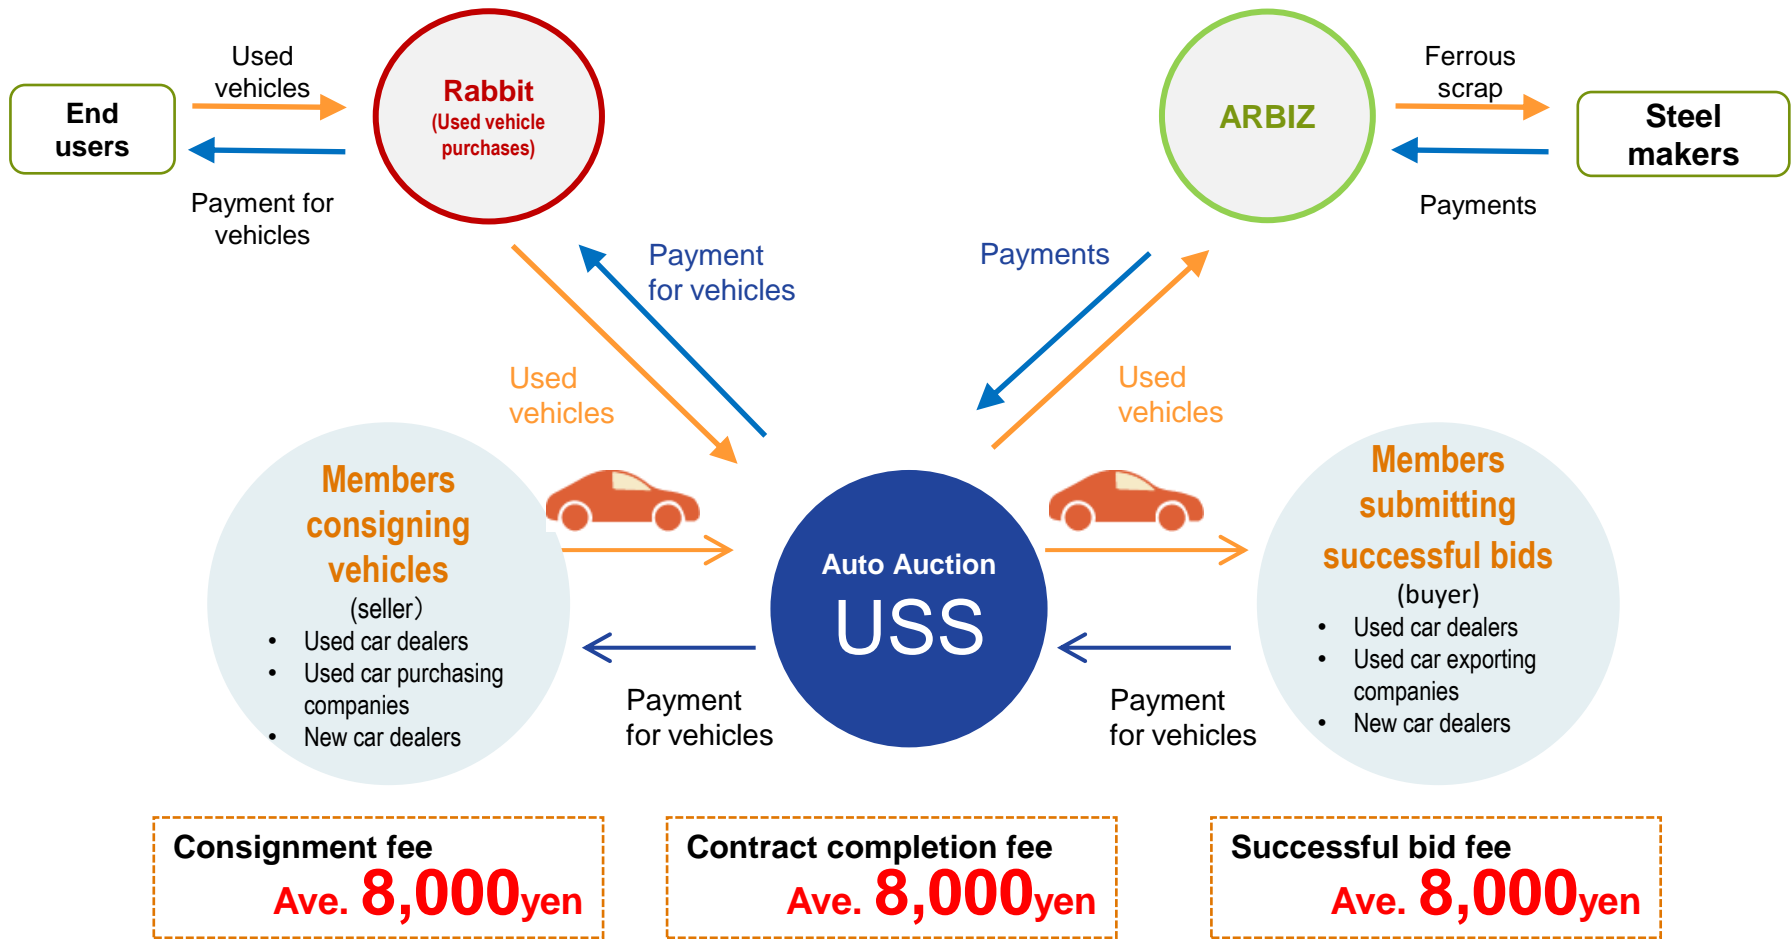 End
users
Used
vehicles
Payment for
vehicles
Rabbit
(Used vehicle
purchases)
ARBIZ
Ferrous
scrap
Payments
Steel
makers
Payment
for vehicles
Used
vehicles
Payments
Used
vehicles
Members
consigning
vehicles
(seller）
• Used car dealers
• Used car purchasing
companies
• New car dealers
Payment
for vehicles
Auto Auction
USS
Payment
for vehicles
Members
submitting
successful bids
(buyer)
• Used car dealers
• Used car exporting
companies
• New car dealers
Consignment fee
Ave. 8,000yen
Contract completion fee
Ave. 8,000yen
Successful bid fee
Ave. 8,000yen